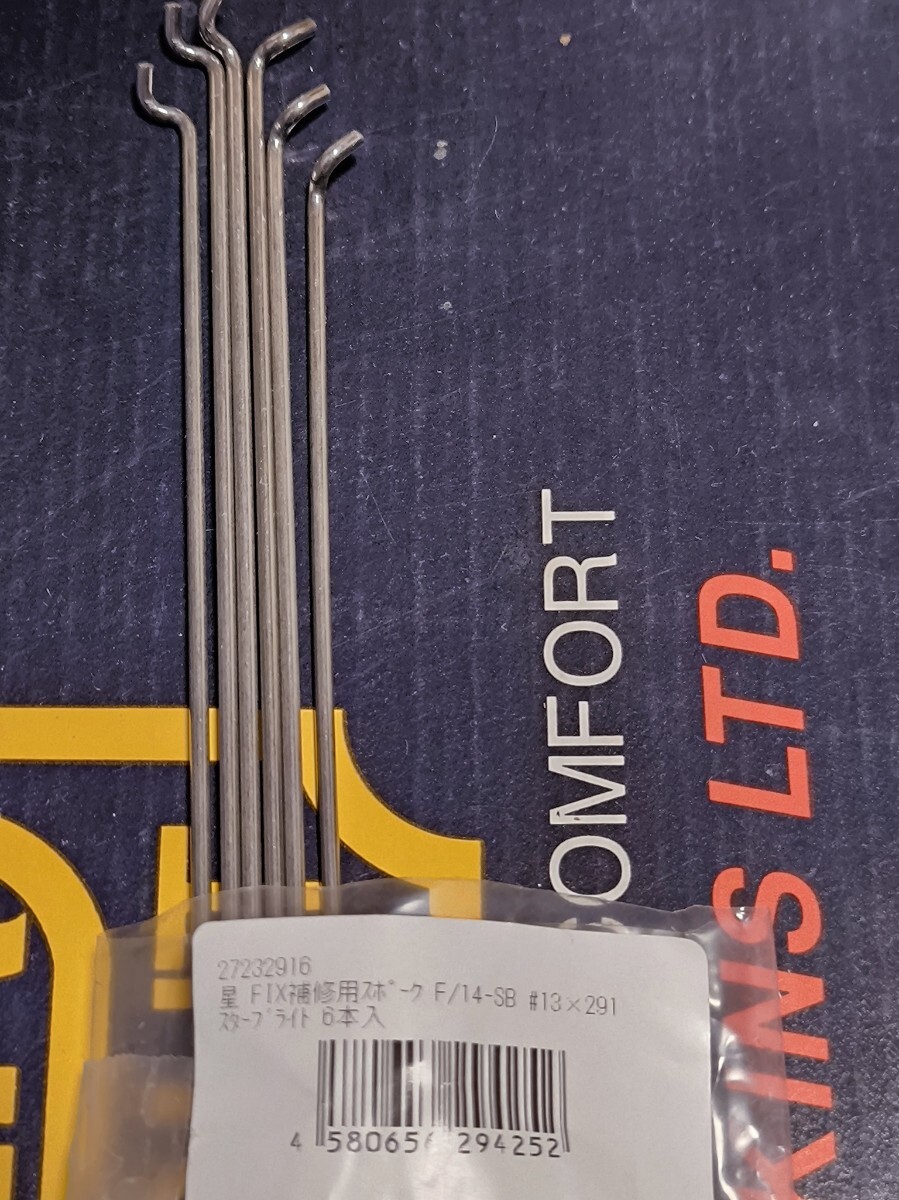 27232916
星 FIX補修用ｽﾎﾟｰｸ F/14-SB #13×291
ｽﾀｰﾌﾞﾗｲﾄ 6本入
4 580656 294252
OMFORT
KINS LTD.